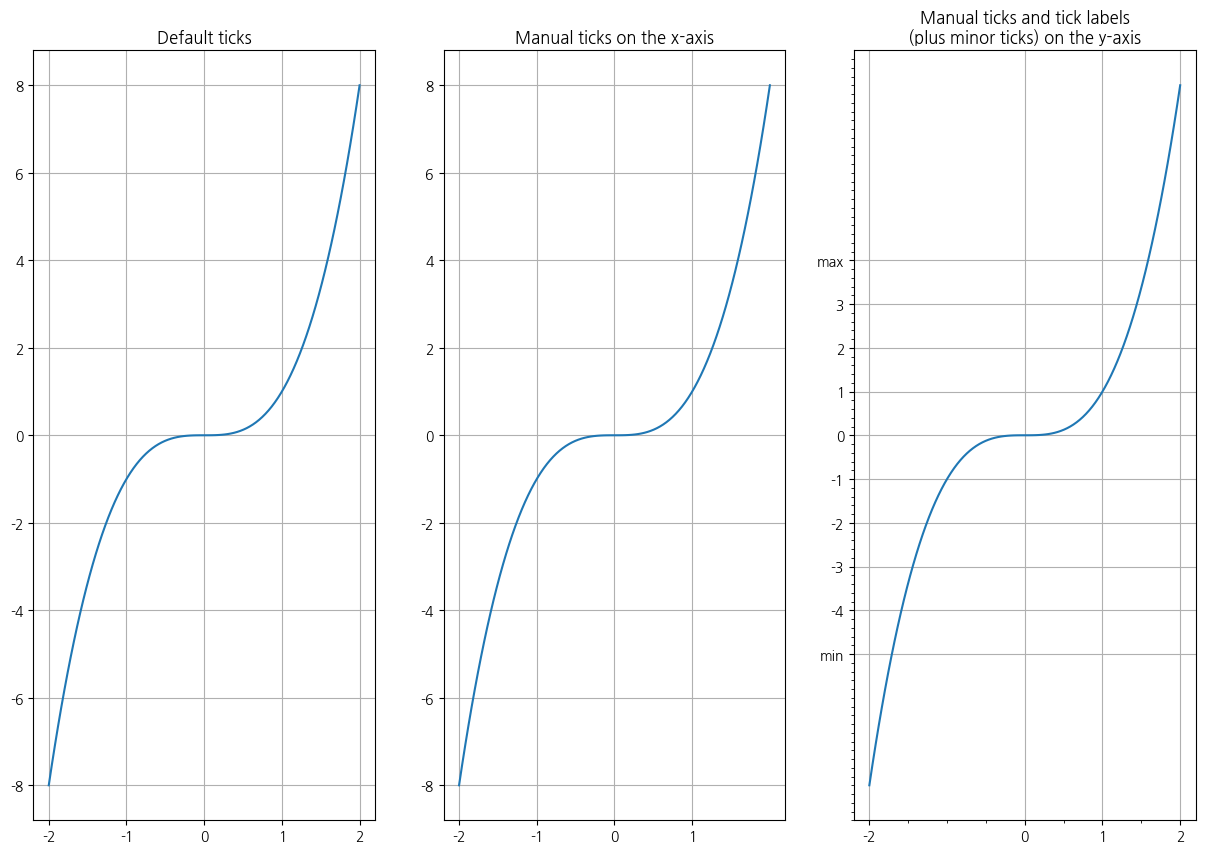 Default ticks
8
6
4
2
0
-2
-4
-6
-8
-2 -1 0 1 2
Manual ticks on the x-axis
8
6
4
2
0
-2
-4
-6
-8
-2 -1 0 1
Manual ticks and tick labels
(plus minor ticks) on the y-axis
max
3
2
1
0
-1
-2
-3
-4
min
-2 0 1 2